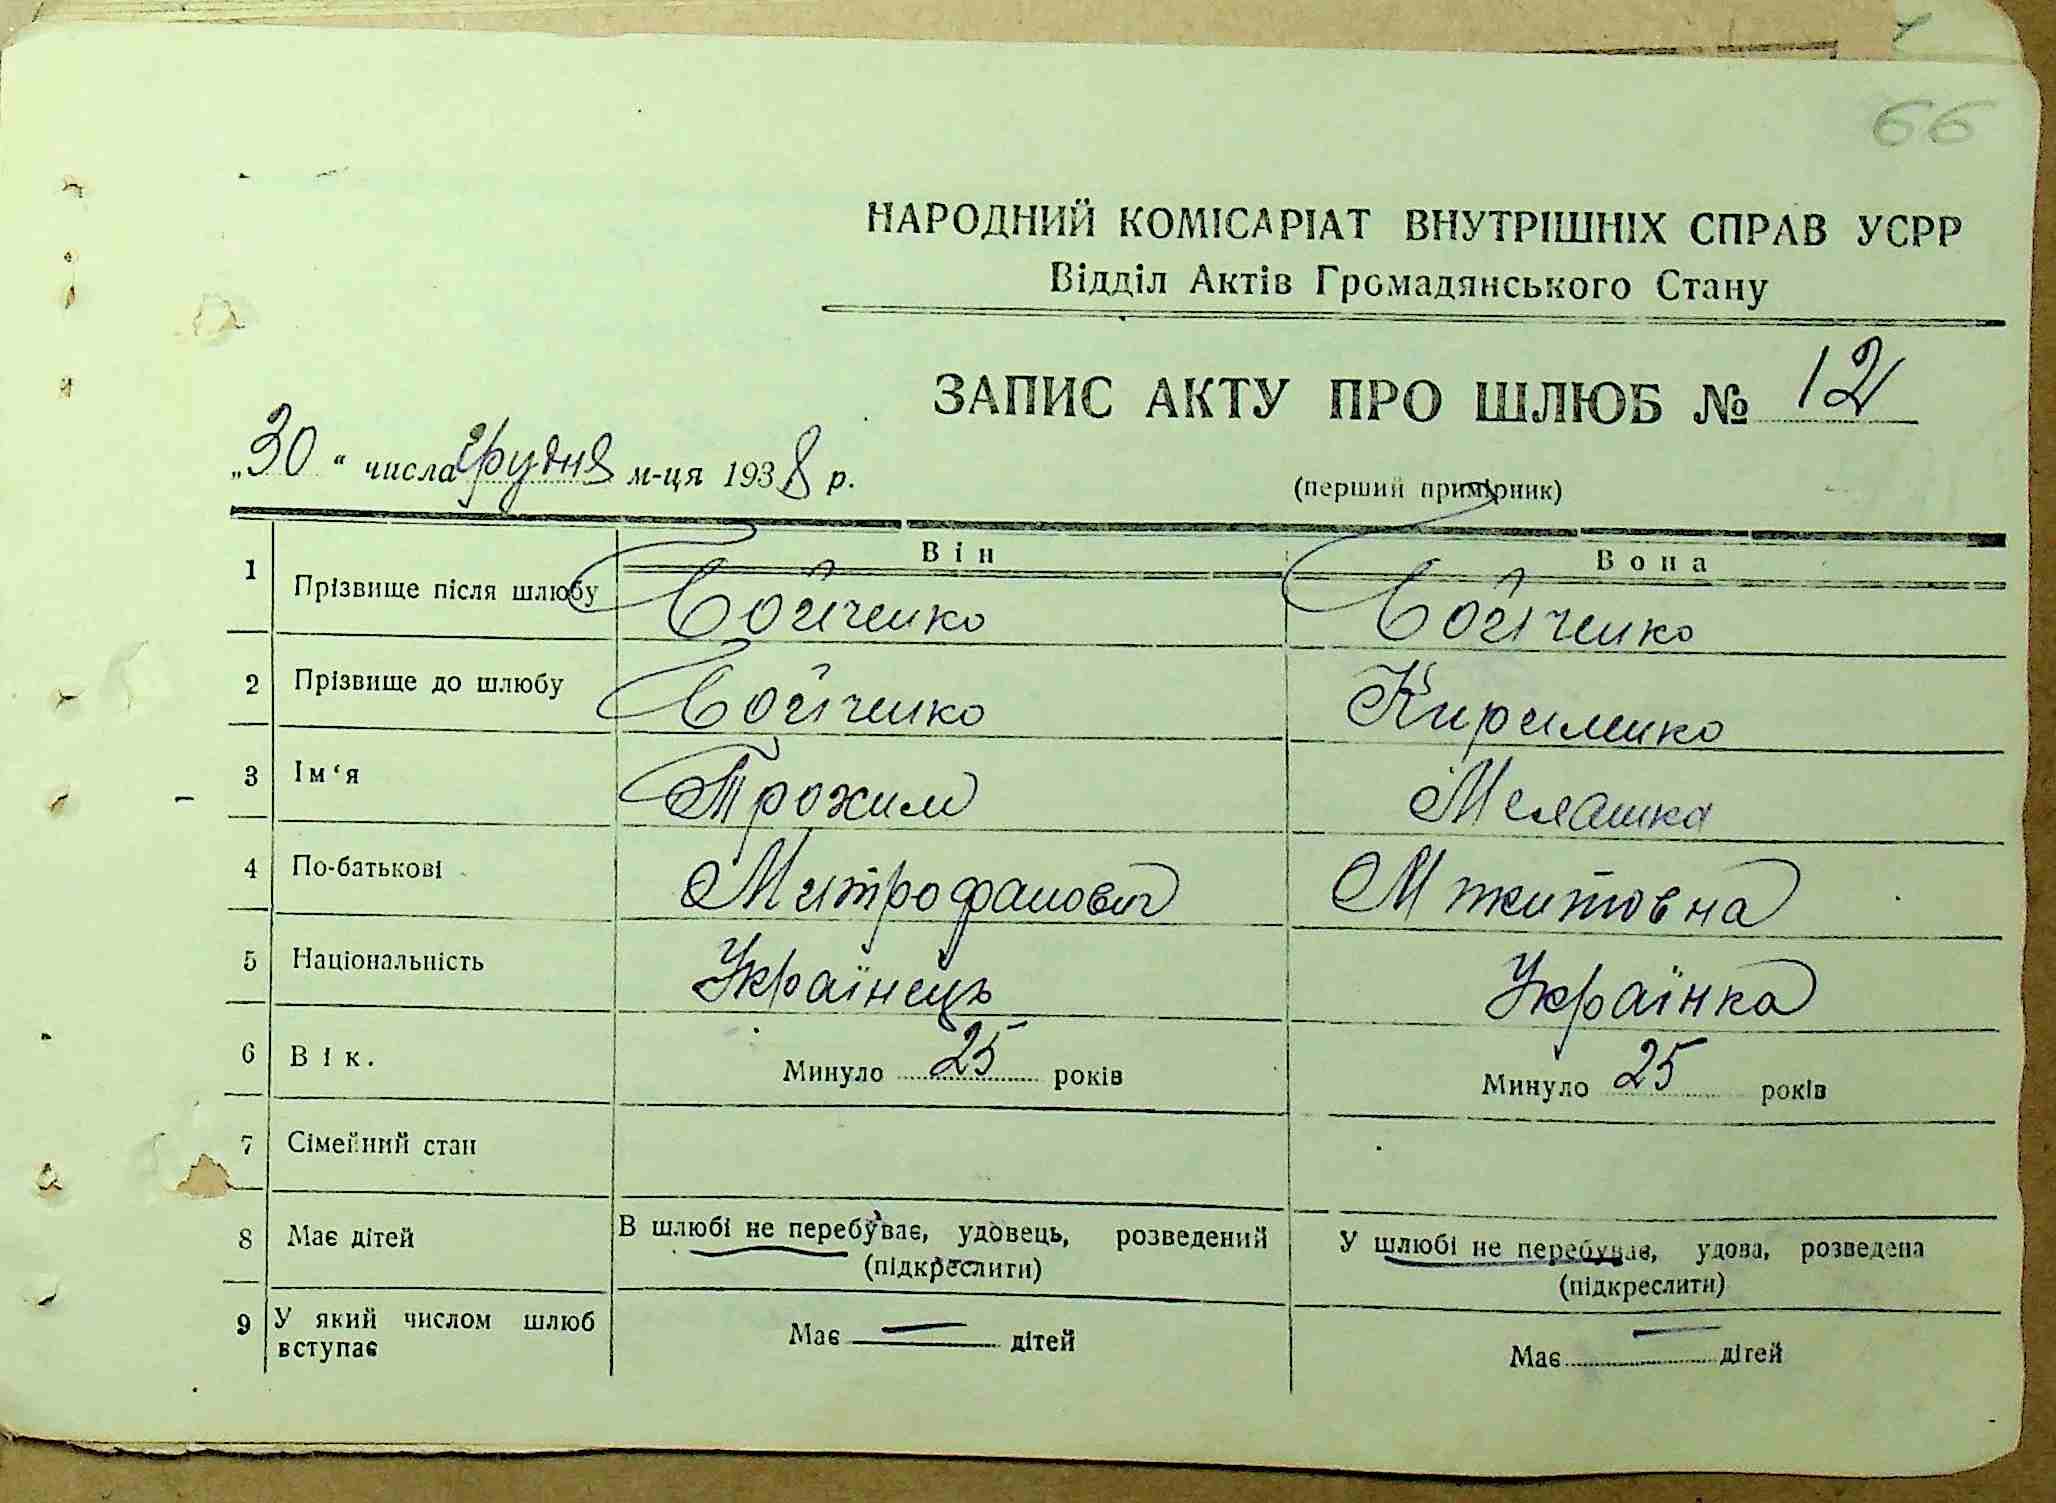 66
НАРОДНИЙ КОМІСАРІАТ ВНУТРІШНІХ СПРАВ УСРР
Відділ Актів Громадянського Стану
ЗАПИС АКТУ ПРО ШЛЮБ № 12
„30“ числа грудня м-ця 1938 р.
(перший примірник)
Він Вона
1 Прізвище після шлюбу Бойченко Бойченко
2 Прізвище до шлюбу Бойченко
3 Ім‘я Трохим Мелашка
4 По-батькові Митрофанович
5 Національність Українець Українка
6 Вік. Минуло 25 років Минуло 25 років
7 Сімейний стан
8 Має дітей В шлюбі не перебуває, удовець, розведений У шлюбі не перебуває, удова, розведена
(підкреслити) (підкреслити)
9 У який числом шлюб вступає Має — дітей Має — дітей